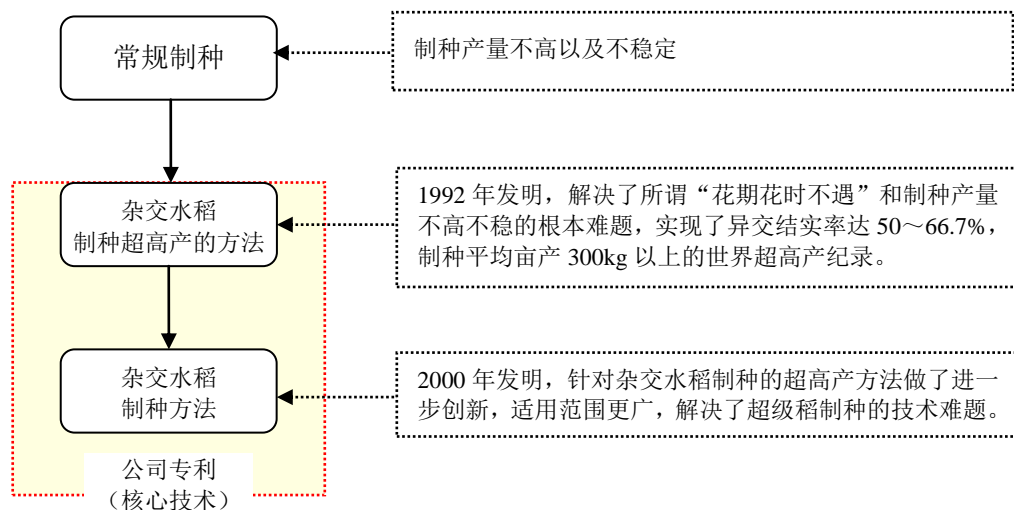 常规制种
制种产量不高以及不稳定
杂交水稻
制种超高产的方法
1992 年发明，解决了所谓“花期花时不遇”和制种产量
不高不稳的根本难题，实现了异交结实率达 50～66.7%，
制种平均亩产 300kg 以上的世界超高产纪录。
杂交水稻
制种方法
2000 年发明，针对杂交水稻制种的超高产方法做了进一
步创新，适用范围更广，解决了超级稻制种的技术难题。
公司专利
（核心技术）